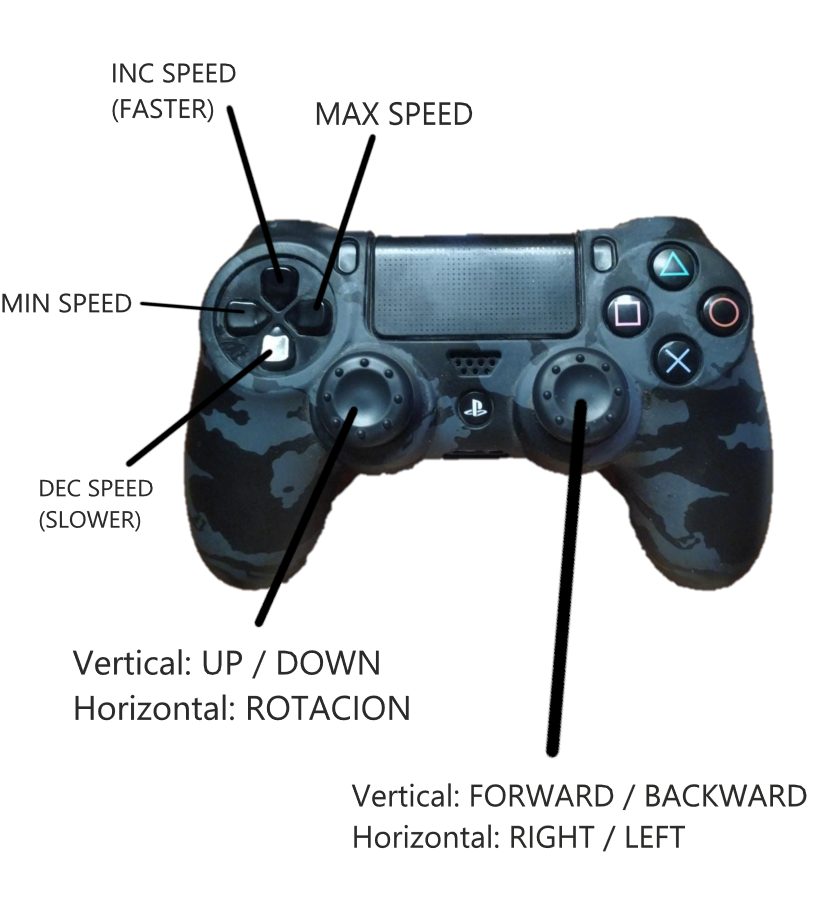 INC SPEED
(FASTER)
MAX SPEED
MIN SPEED
DEC SPEED
(SLOWER)
Vertical: UP / DOWN
Horizontal: ROTACION
Vertical: FORWARD / BACKWARD
Horizontal: RIGHT / LEFT